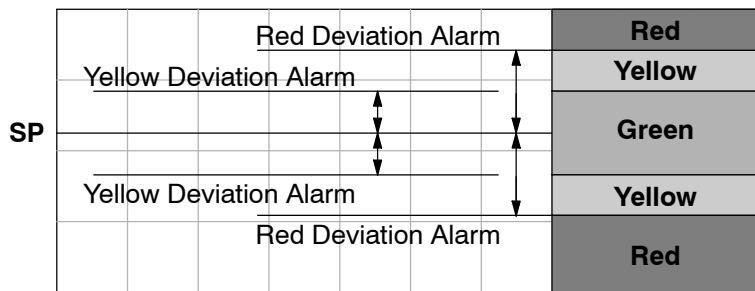 Red Deviation Alarm
Red
Yellow Deviation Alarm
Yellow
SP
Green
Yellow Deviation Alarm
Yellow
Red Deviation Alarm
Red